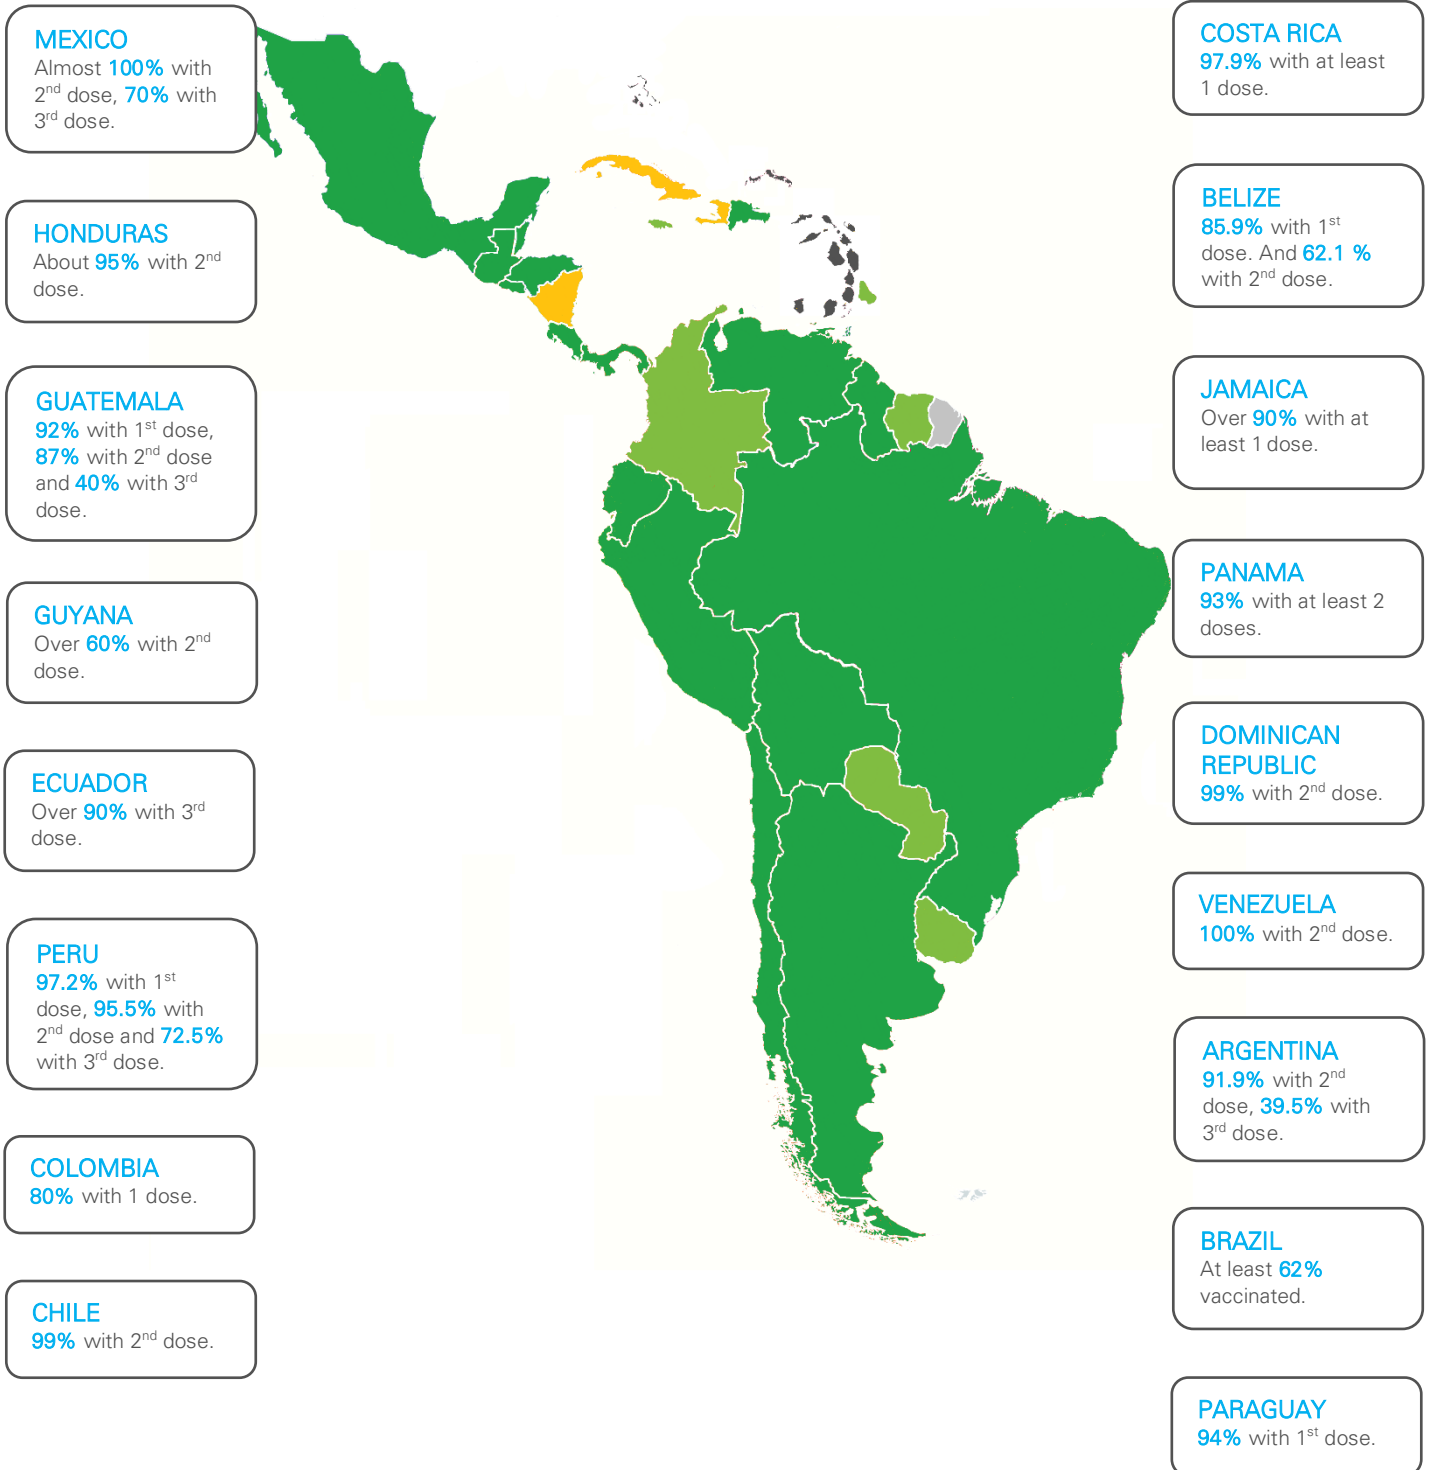 MEXICO
Almost 100% with
2nd dose, 70% with
3rd dose.
HONDURAS
About 95% with 2nd
dose.
GUATEMALA
92% with 1st dose,
87% with 2nd dose
and 40% with 3rd
dose.
GUYANA
Over 60% with 2nd
dose.
ECUADOR
Over 90% with 3rd
dose.
PERU
97.2% with 1st
dose, 95.5% with
2nd dose and 72.5%
with 3rd dose.
COLOMBIA
80% with 1 dose.
CHILE
99% with 2nd dose.
COSTA RICA
97.9% with at least
1 dose.
BELIZE
85.9% with 1st
dose. And 62.1 %
with 2nd dose.
JAMAICA
Over 90% with at
least 1 dose.
PANAMA
93% with at least 2
doses.
DOMINICAN
REPUBLIC
99% with 2nd dose.
VENEZUELA
100% with 2nd dose.
ARGENTINA
91.9% with 2nd
dose, 39.5% with
3rd dose.
BRAZIL
At least 62%
vaccinated.
PARAGUAY
94% with 1st dose.